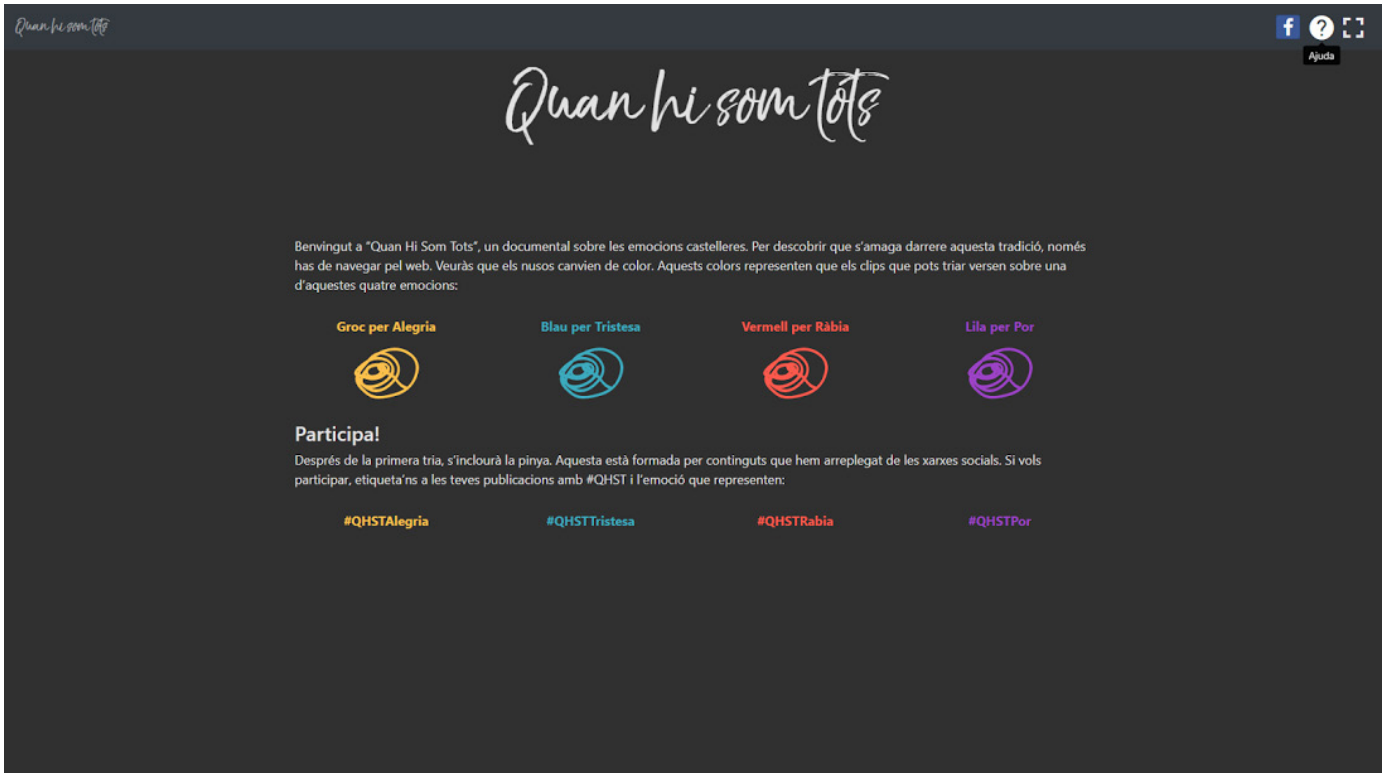 Quan hi som tots
Ajuda
Quan hi som tots
Benvingut a "Quan Hi Som Tots", un documental sobre les emocions castelleres. Per descobrir que s'amaga darrere aquesta tradició, només
has de navegar pel web. Veuràs que els nusos canvien de color. Aquests colors representen que els clips que pots triar versen sobre una
d'aquestes quatre emocions:
Groc per Alegria
Blau per Tristesa
Vermell per Ràbia
Lila per Por
Participa!
Després de la primera tria, s'inclourà la pinya. Aquesta està formada per continguts que hem arreplegat de les xarxes socials. Si vols
participar, etiqueta'ns a les teves publicacions amb #QHST i l'emoció que representen:
#QHSTAlegria
#QHSTTristesa
#QHSTRabia
#QHSTPor